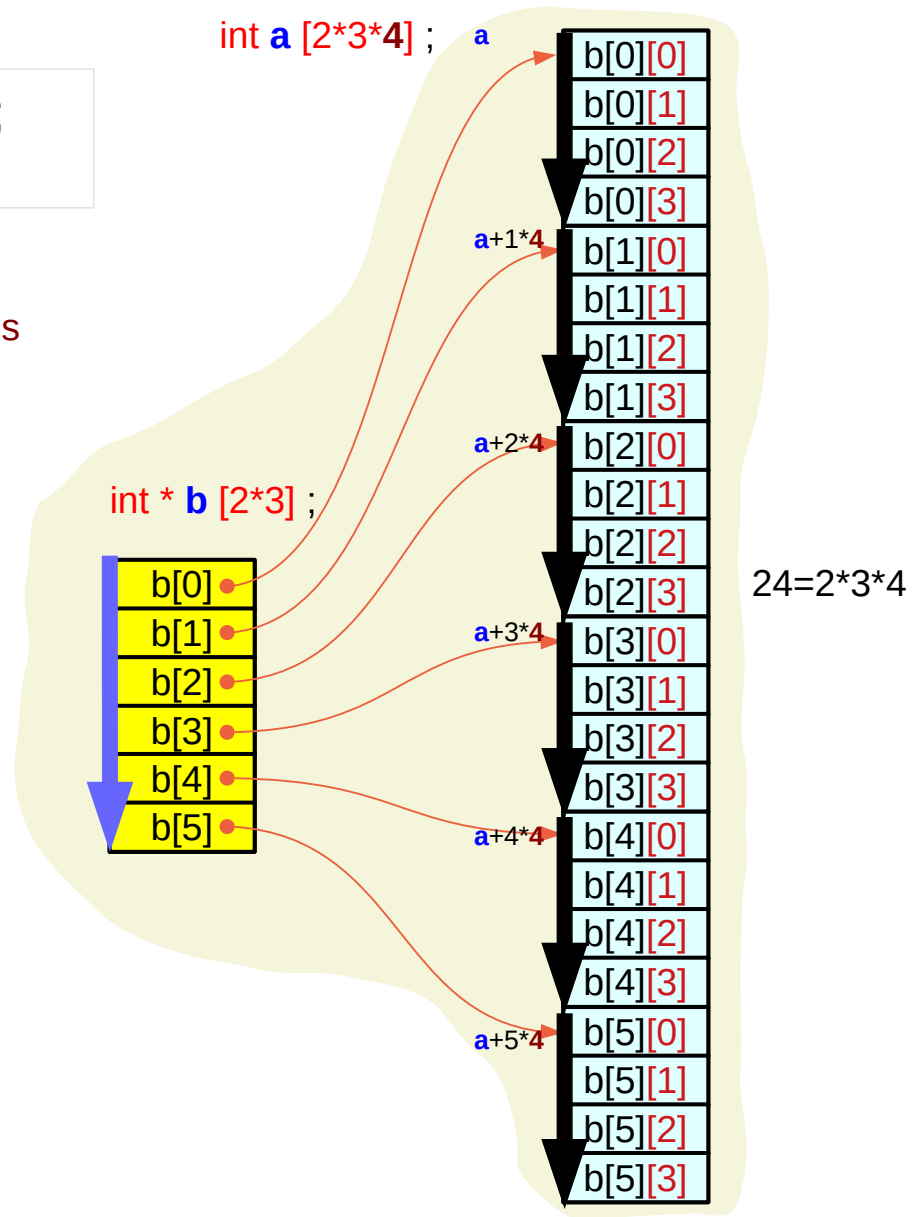 int a [2*3*4] ;
a
;
s
int * b [2*3] ;
b[0]
b[1]
b[2]
b[3]
b[4]
b[5]
a+1*4
a+2*4
a+3*4
a+4*4
a+5*4
b[0][0]
b[0][1]
b[0][2]
b[0][3]
b[1][0]
b[1][1]
b[1][2]
b[1][3]
b[2][0]
b[2][1]
b[2][2]
b[2][3]
b[3][0]
b[3][1]
b[3][2]
b[3][3]
b[4][0]
b[4][1]
b[4][2]
b[4][3]
b[5][0]
b[5][1]
b[5][2]
b[5][3]
24=2*3*4